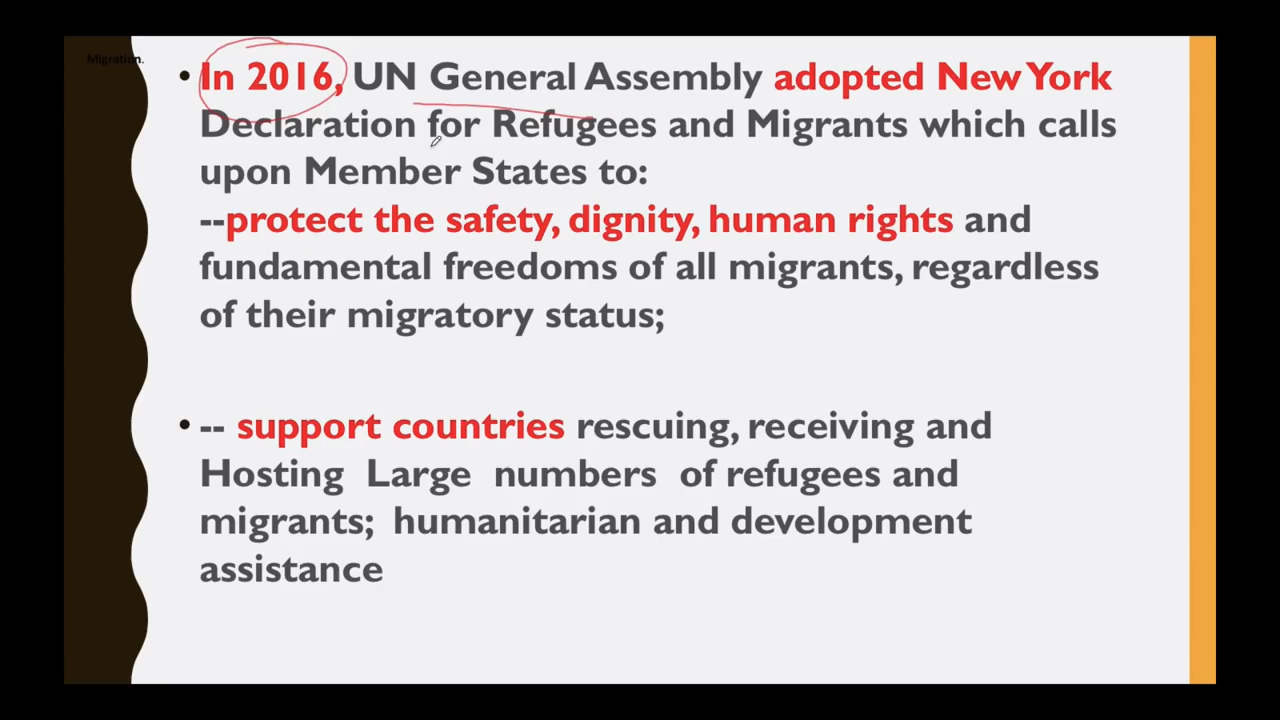 Migration.
• In 2016, UN General Assembly adopted New York
Declaration for Refugees and Migrants which calls
upon Member States to:
--protect the safety, dignity, human rights and
fundamental freedoms of all migrants, regardless
of their migratory status;
• -- support countries rescuing, receiving and
Hosting Large numbers of refugees and
migrants; humanitarian and development
assistance